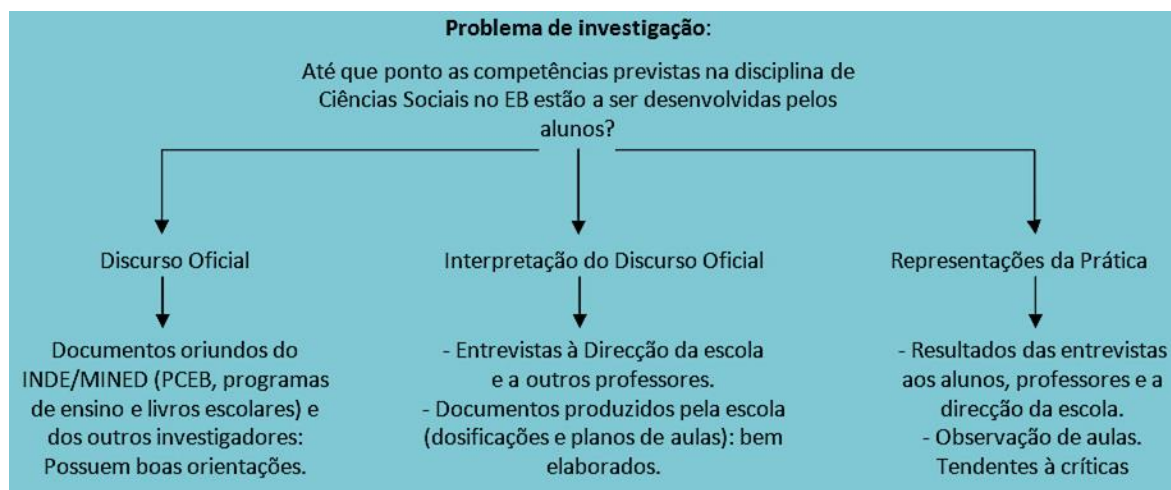 Problema de investigação:
Até que ponto as competências previstas na disciplina de
Ciências Sociais no EB estão a ser desenvolvidas pelos
alunos?
Discurso Oficial
Interpretação do Discurso Oficial
Representações da Prática
Documentos oriundos do
INDE/MINED (PCEB, programas
de ensino e livros escolares) e
dos outros investigadores:
Possuem boas orientações.
- Entrevistas à Direcção da escola
e a outros professores.
- Documentos produzidos pela escola
(dosificações e planos de aulas): bem
elaborados.
- Resultados das entrevistas
aos alunos, professores e a
direcção da escola.
- Observação de aulas.
Tendentes à críticas